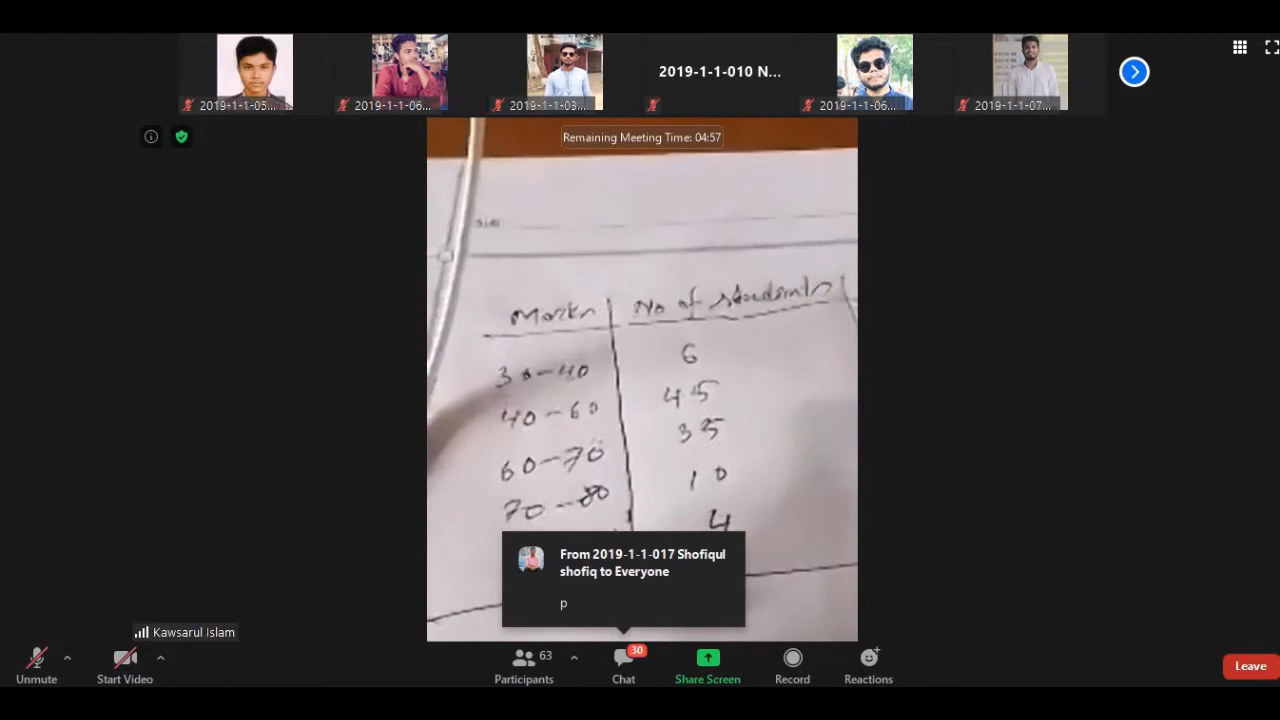 2019-1-1-05...
2019-1-1-06...
2019-1-1-03...
2019-1-1-010 N...
2019-1-1-06...
2019-1-1-07...
Remaining Meeting Time: 04:57
Marks No of students
30-40 6
40-60 45
60-70 35
70-80 10
4
From 2019-1-1-017 Shofiqul
shofiq to Everyone
p
Kawsarul Islam
Unmute
Start Video
63
Participants
30
Chat
Share Screen
Record
Reactions
Leave